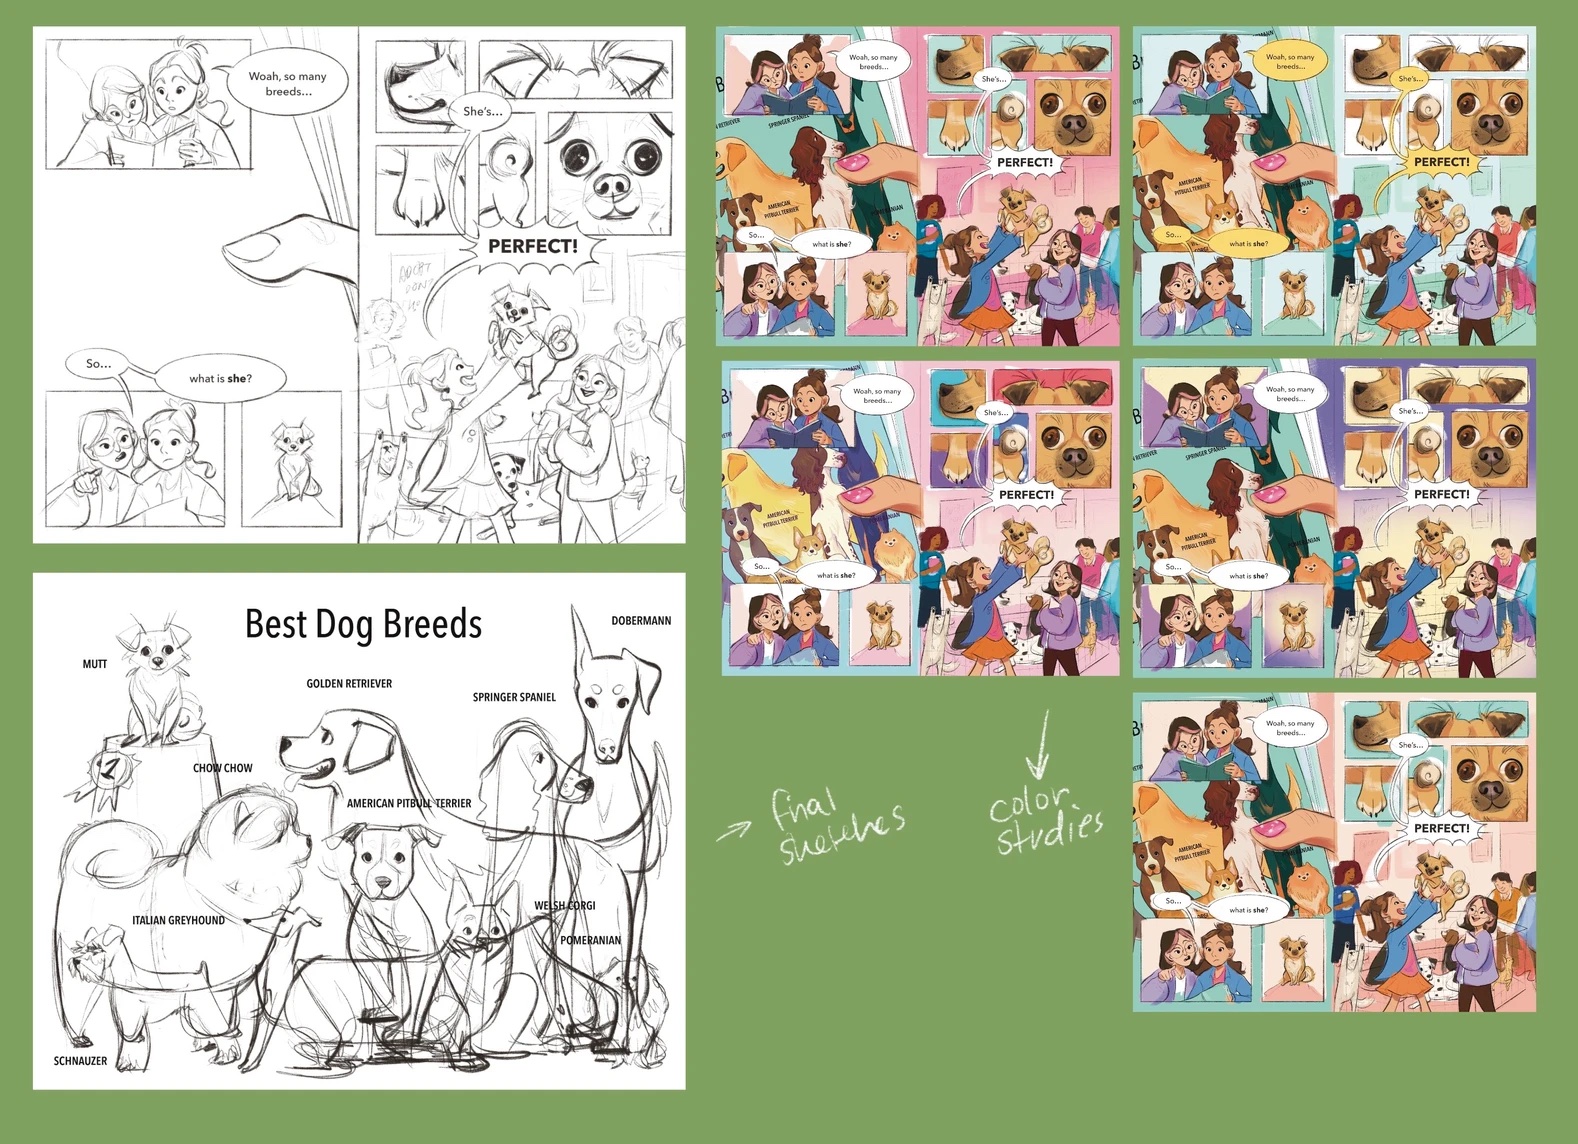 Woah, so many
breeds...
She's...
PERFECT!
ADOPT
DON'T
So...
what is she?
Best Dog Breeds
DOBERMANN
MUTT
GOLDEN RETRIEVER
SPRINGER SPANIEL
1
CHOW CHOW
AMERICAN PITBULL TERRIER
ITALIAN GREYHOUND
WELSH CORGI
POMERANIAN
SCHNAUZER
Woah, so many
breeds...
She's...
RETRIEVER
SPRINGER SPANIEL
PERFECT!
AMERICAN
PITBULL TERRIER
So...
what is she?
Woah, so many
breeds...
She's...
PERFECT!
AMERICAN
PITBULL TERRIER
So...
what is she?
Woah, so many
breeds...
She's...
PERFECT!
AMERICAN
PITBULL TERRIER
So...
what is she?
Woah, so many
breeds...
She's...
RETRIEVER
SPRINGER SPANIEL
PERFECT!
AMERICAN
PITBULL TERRIER
So...
what is she?
Woah, so many
breeds...
She's...
PERFECT!
AMERICAN
PITBULL TERRIER
So...
what is she?
final
sketches
color
studies